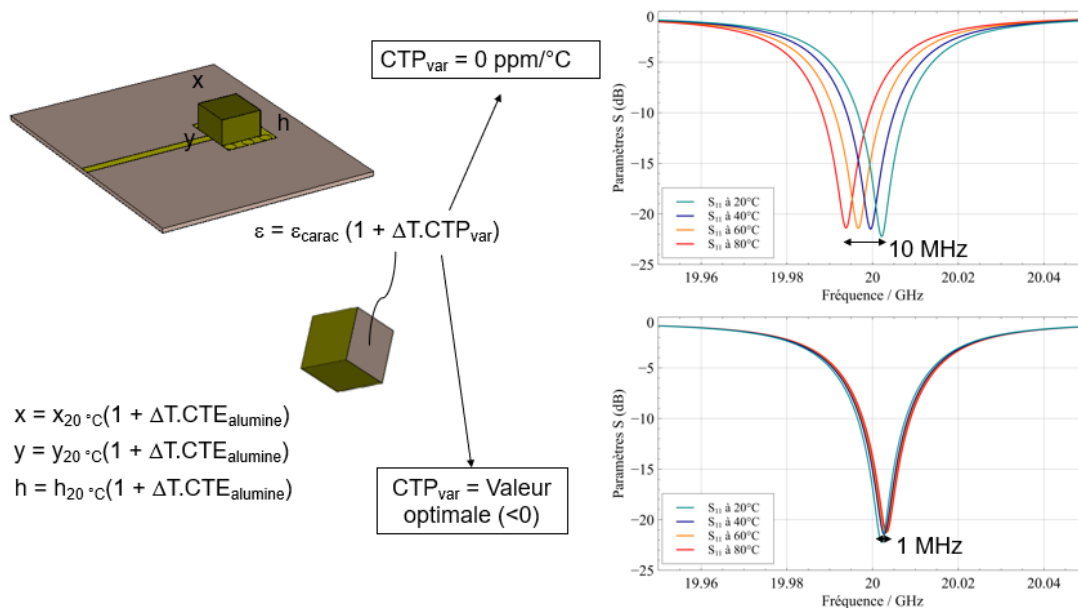 CTPvar = 0 ppm/°C
x
y
h
ε = εcarac (1 + ΔT.CTPvar)
x = x20 °C(1 + ΔT.CTEalumine)
y = y20 °C(1 + ΔT.CTEalumine)
h = h20 °C(1 + ΔT.CTEalumine)
CTPvar = Valeur
optimale (<0)
Paramètres S (dB)
0
−5
−10
−15
−20
−25
S11 à 20°C
S11 à 40°C
S11 à 60°C
S11 à 80°C
10 MHz
19.96
19.98
20
20.02
20.04
Fréquence / GHz
Paramètres S (dB)
0
−5
−10
−15
−20
−25
S11 à 20°C
S11 à 40°C
S11 à 60°C
S11 à 80°C
1 MHz
19.96
19.98
20
20.02
20.04
Fréquence / GHz